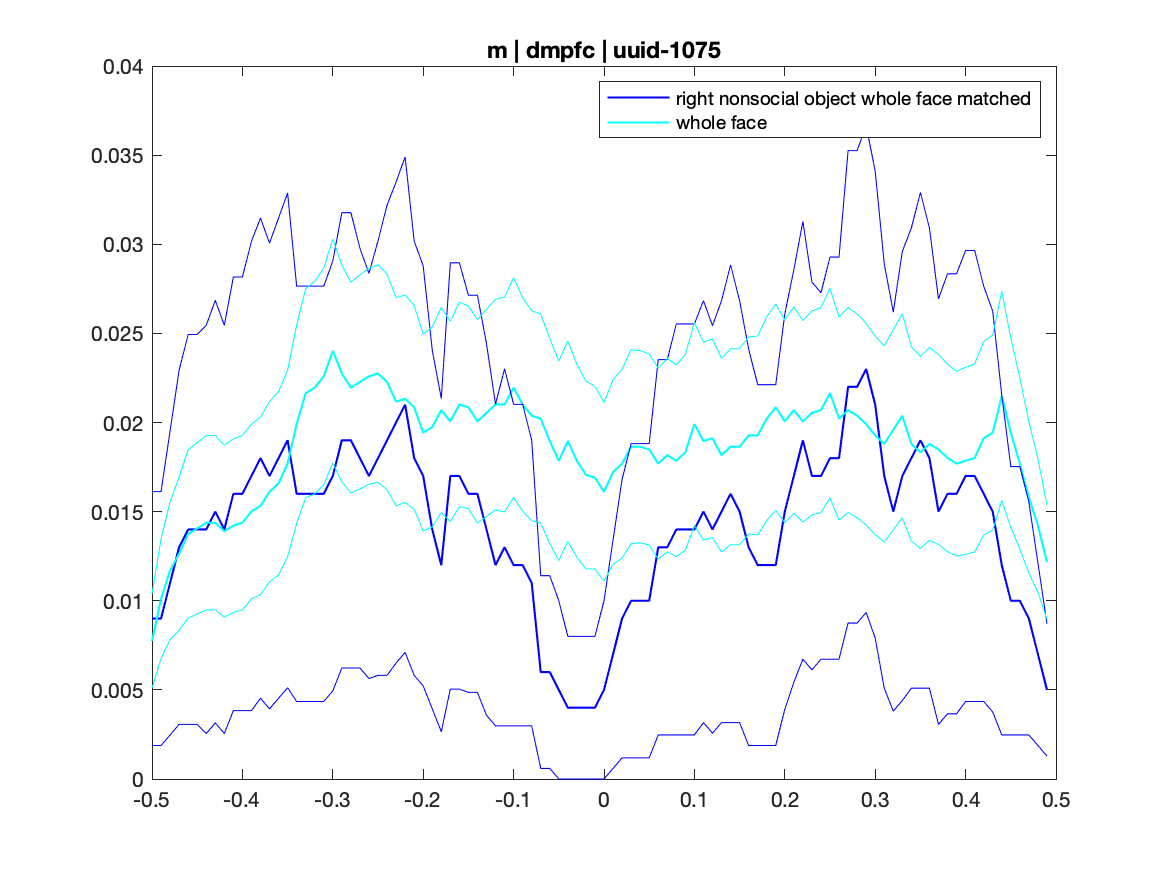 m | dmpfc | uuid-1075
right nonsocial object whole face matched
whole face
0.04
0.035
0.03
0.025
0.02
0.015
0.01
0.005
0
-0.5 -0.4 -0.3 -0.2 -0.1 0 0.1 0.2 0.3 0.4 0.5